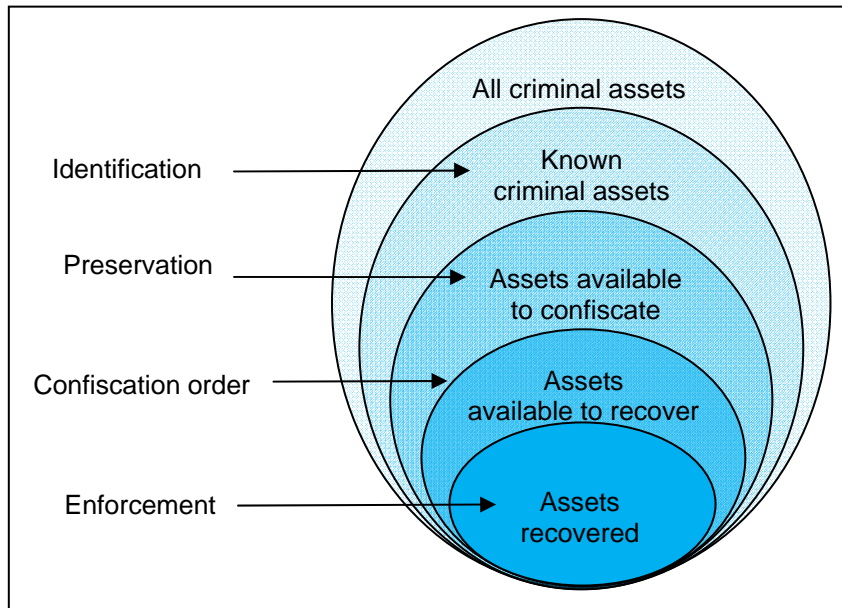 All criminal assets
Identification
Known
criminal assets
Preservation
Assets available
to confiscate
Confiscation order
Assets
available to recover
Enforcement
Assets
recovered